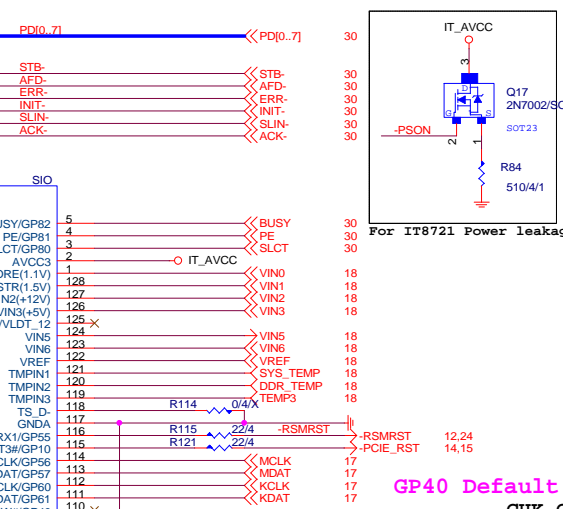 PD[0..7] PD[0..7] 30
STB- STB- 30
AFD- AFD- 30
ERR- ERR- 30
INIT- INIT- 30
SLIN- SLIN- 30
ACK- ACK- 30
IT_AVCC
3
D
G S
Q17
2N7002/SO
SOT23
-PSON
2 1
R84
510/4/1
For IT8721 Power leakag
SIO
USY/GP82 5 BUSY 30
PE/GP81 4 PE 30
LCT/GP80 3 SLCT 30
AVCC3 2 IT_AVCC
ORE(1.1V) 1 VIN0 18
STR(1.5V) 128 VIN1 18
N2(+12V) 127 VIN2 18
VIN3(+5V) 126 VIN3 18
/VLDT_12 125
VIN5 124 VIN5 18
VIN6 123 VIN6 18
VREF 122 VREF 18
TMPIN1 121 SYS_TEMP 18
TMPIN2 120 DDR_TEMP 18
TMPIN3 119 TEMP3 18
TS_D- 118 R114 0/4/X
GNDA 117
RX1/GP55 116 R115 22/4 -RSMRST -RSMRST 12,24
T3#/GP10 115 R121 22/4 -PCIE_RST 14,15
CLK/GP56 114 MCLK 17
DAT/GP57 113 MDAT 17
CLK/GP60 112 KCLK 17
DAT/GP61 111 KDAT 17
110
GP40 Default